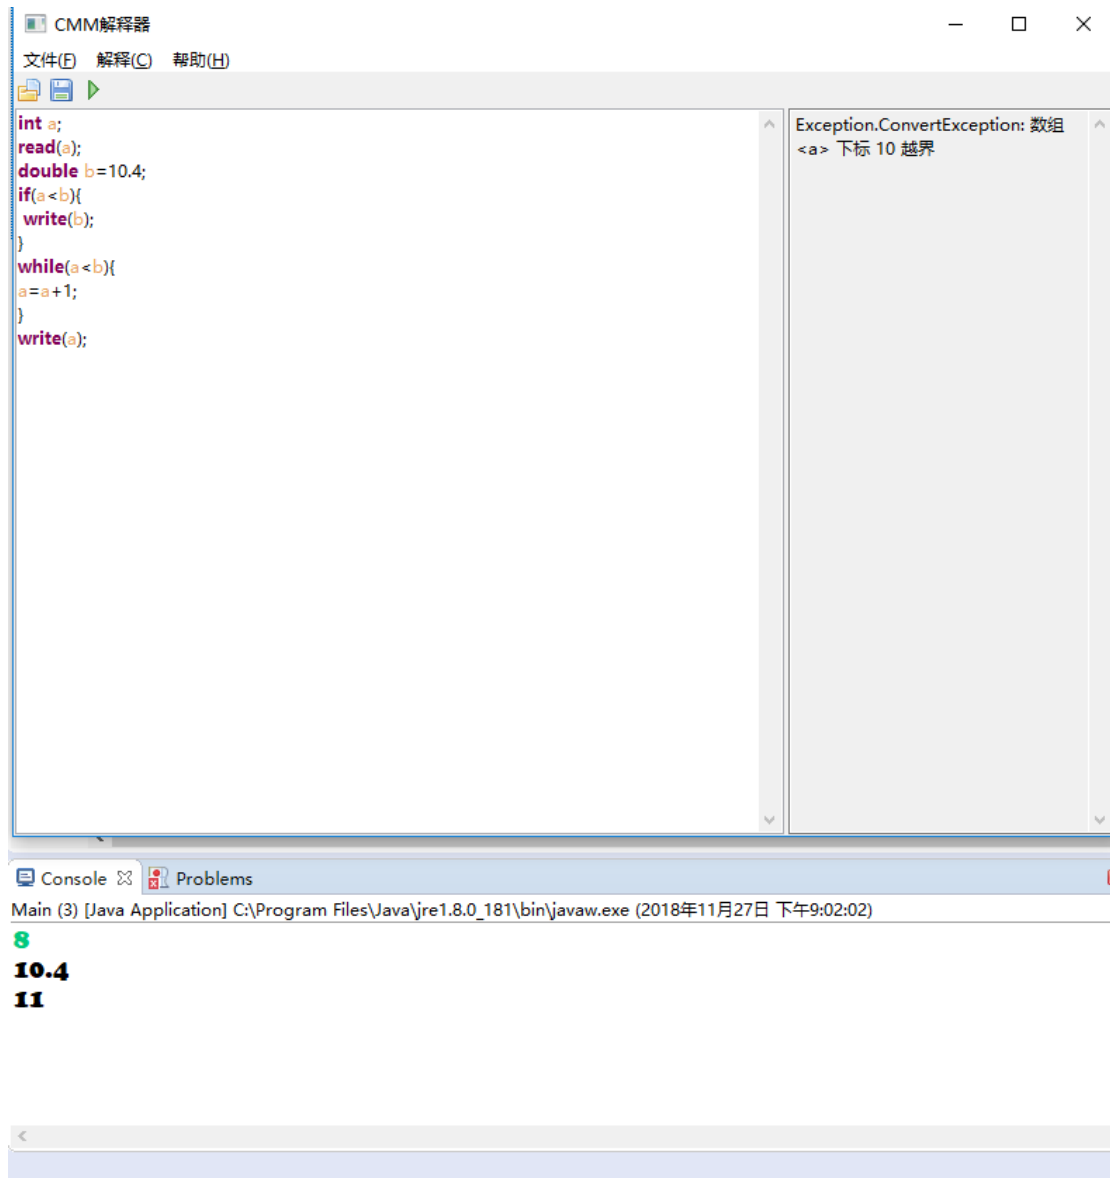 CMM解释器
文件(F) 解释(C) 帮助(H)
int a;
read(a);
double b=10.4;
if(a<b){
 write(b);
}
while(a<b){
a=a+1;
}
write(a);
Exception.ConvertException: 数组
<a> 下标 10 越界
Console Problems
Main (3) [Java Application] C:\Program Files\Java\jre1.8.0_181\bin\javaw.exe (2018年11月27日 下午9:02:02)
8
10.4
11